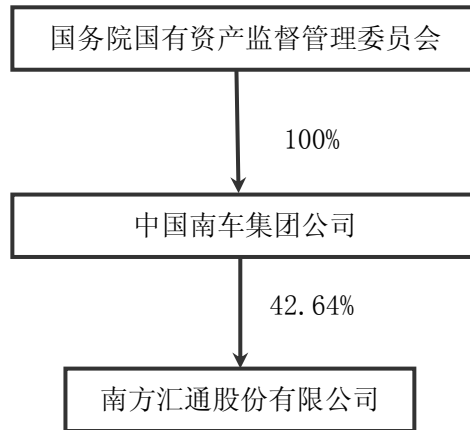 国务院国有资产监督管理委员会
100%
中国南车集团公司
42.64%
南方汇通股份有限公司